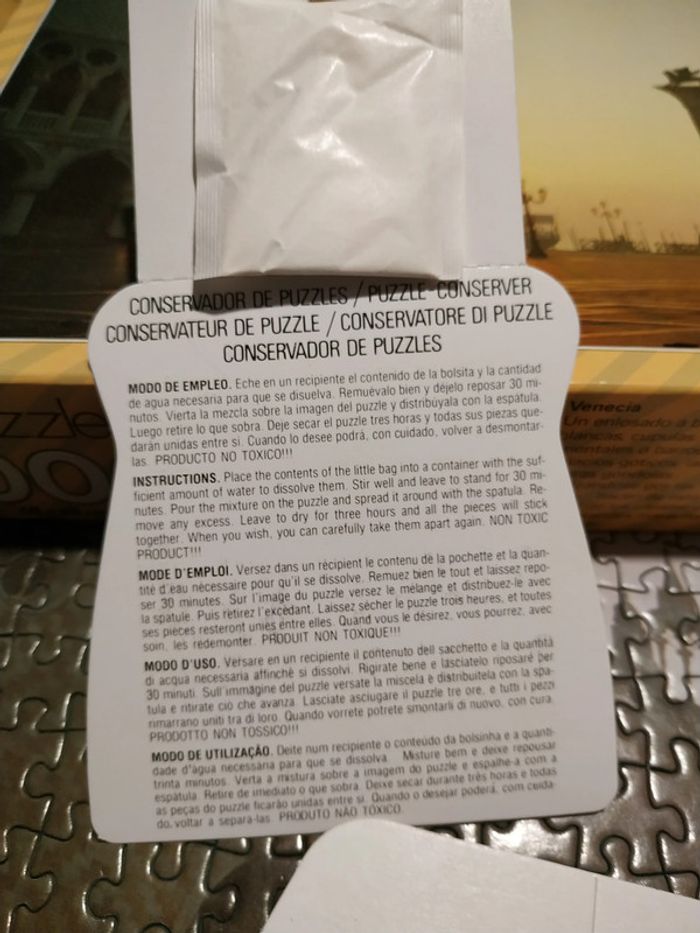 CONSERVADOR DE PUZZLES / PUZZLE-CONSERVER
CONSERVATEUR DE PUZZLE / CONSERVATORE DI PUZZLE
CONSERVADOR DE PUZZLES
MODO DE EMPLEO. Eche en un recipiente el contenido de la bolsita y la cantidad
de agua necesaria para que se disuelva. Remuévalo bien y déjelo reposar 30 mi-
nutos. Vierta la mezcla sobre la imagen del puzzle y distribúyala con la espátula.
Luego retire lo que sobra. Deje secar el puzzle tres horas y todas sus piezas que-
darán unidas entre sí. Cuando lo desee podrá, con cuidado, volver a desmontar-
las. PRODUCTO NO TOXICO!!!
INSTRUCTIONS. Place the contents of the little bag into a container with the suf-
ficient amount of water to dissolve them. Stir well and leave to stand for 30 mi-
nutes. Pour the mixture on the puzzle and spread it around with the spatula. Re-
move any excess. Leave to dry for three hours and all the pieces will stick
together. When you wish, you can carefully take them apart again. NON TOXIC
PRODUCT!!!
MODE D'EMPLOI. Versez dans un récipient le contenu de la pochette et la quan-
tité d'eau nécessaire pour qu'il se dissolve. Remuez bien le tout et laissez repo-
ser 30 minutes. Sur l'image du puzzle versez le mélange et distribuez-le avec
la spatule. Puis retirez l'excédant. Laissez sécher le puzzle trois heures, et toutes
ses pièces resteront uniés entre elles. Quand vous le désirez, vous pourrez, avec
soin, les redémonter. PRODUIT NON TOXIQUE!!!
MODO D'USO. Versare en un recipiente il contenuto dell sacchetto e la quantitá
di acqua necessaria affinché si dissolvi. Rigirate bene e lasciatelo riposaré per
30 minuti. Sull'immágine del puzzle versate la miscela é distribuitela con la spa-
tula e ritirate ció che avanza. Lasciate asciugare il puzzle tre ore, e tutti i pezzi
rimarrano uniti tra di loro. Quando vorrete potrete smontarli di nuovo, con cura.
PRODOTTO NON TOSSICO!!!
MODO DE UTILIZAÇÃO. Deite num recipiente o conteúdo da bolsinha e a quanti-
dade d'água necessaria para que se dissolva. Misture bem e deixe repousar
trinta minutos. Verta a mistura sobre a imagem do puzzle e espalhe-a com a
espátula. Retire de imediato o que sobra. Deixe secar durante três horas e todas
as peças do puzzle ficarão unidas entre si. Quando o desejar poderá, com cuida-
do, voltar a separá-las. PRODUTO NÃO TÓXICO.
Venecia
Un enlosado a b
blancas, cupulas